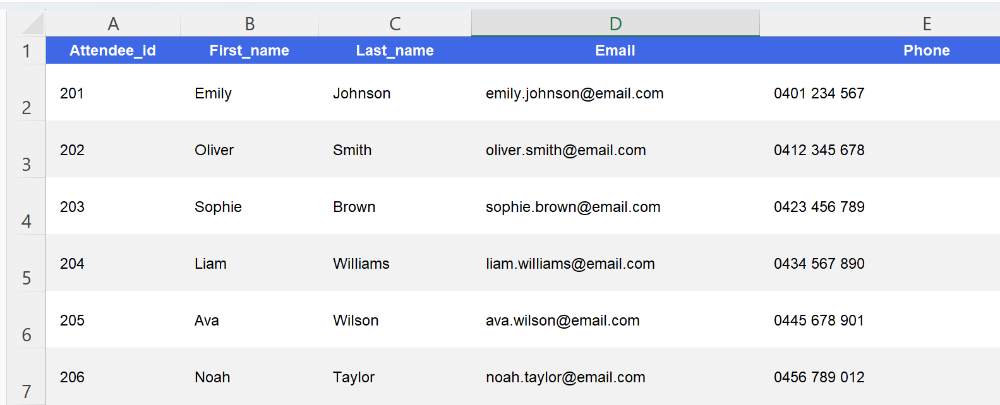 A B C D E
1 Attendee_id First_name Last_name Email Phone
2 201 Emily Johnson emily.johnson@email.com 0401 234 567
3 202 Oliver Smith oliver.smith@email.com 0412 345 678
4 203 Sophie Brown sophie.brown@email.com 0423 456 789
5 204 Liam Williams liam.williams@email.com 0434 567 890
6 205 Ava Wilson ava.wilson@email.com 0445 678 901
7 206 Noah Taylor noah.taylor@email.com 0456 789 012